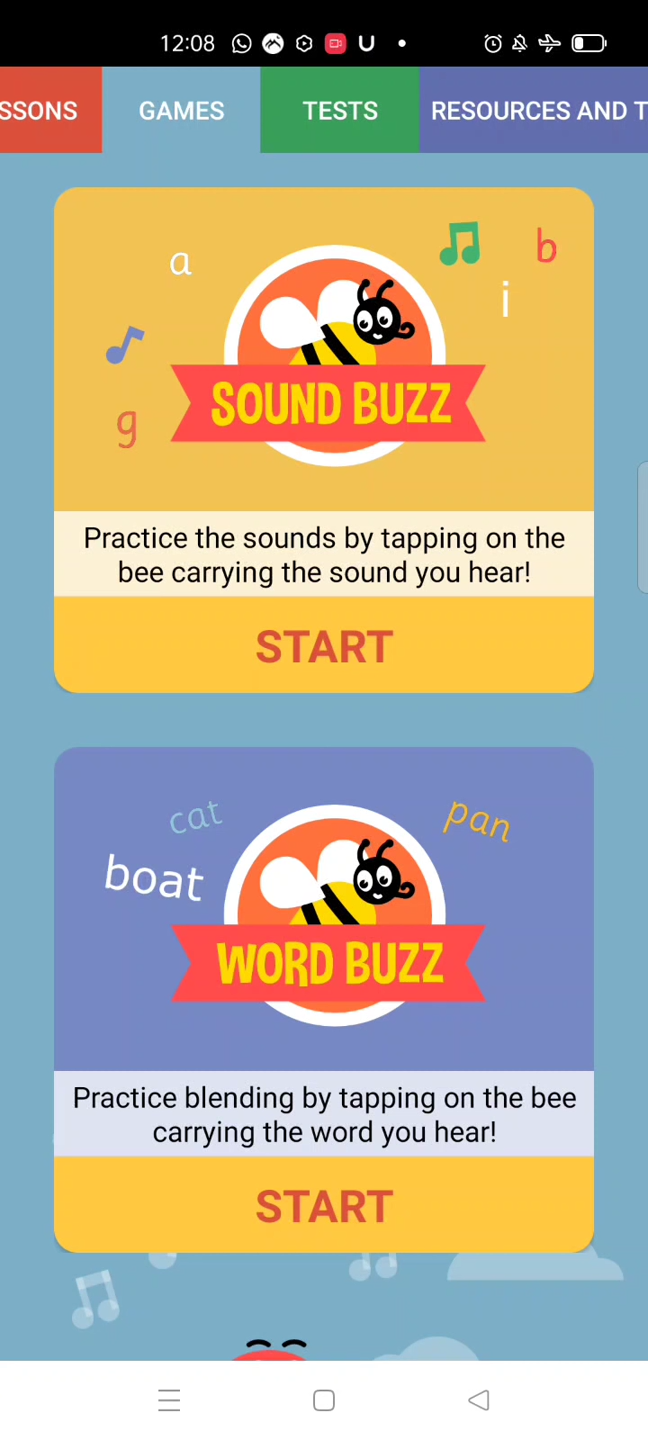 12:08
SSONS
GAMES
TESTS
RESOURCES AND T
a
b
i
g
SOUND BUZZ
Practice the sounds by tapping on the
bee carrying the sound you hear!
START
cat
pan
boat
WORD BUZZ
Practice blending by tapping on the bee
carrying the word you hear!
START